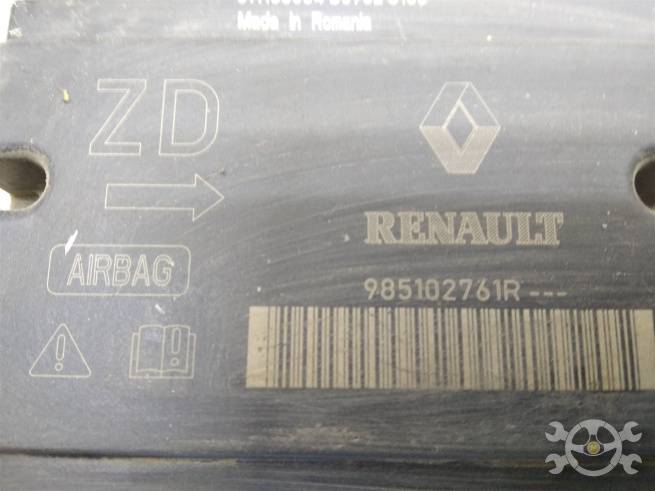 Made in Romania
ZD
RENAULT
AIRBAG
985102761R ---